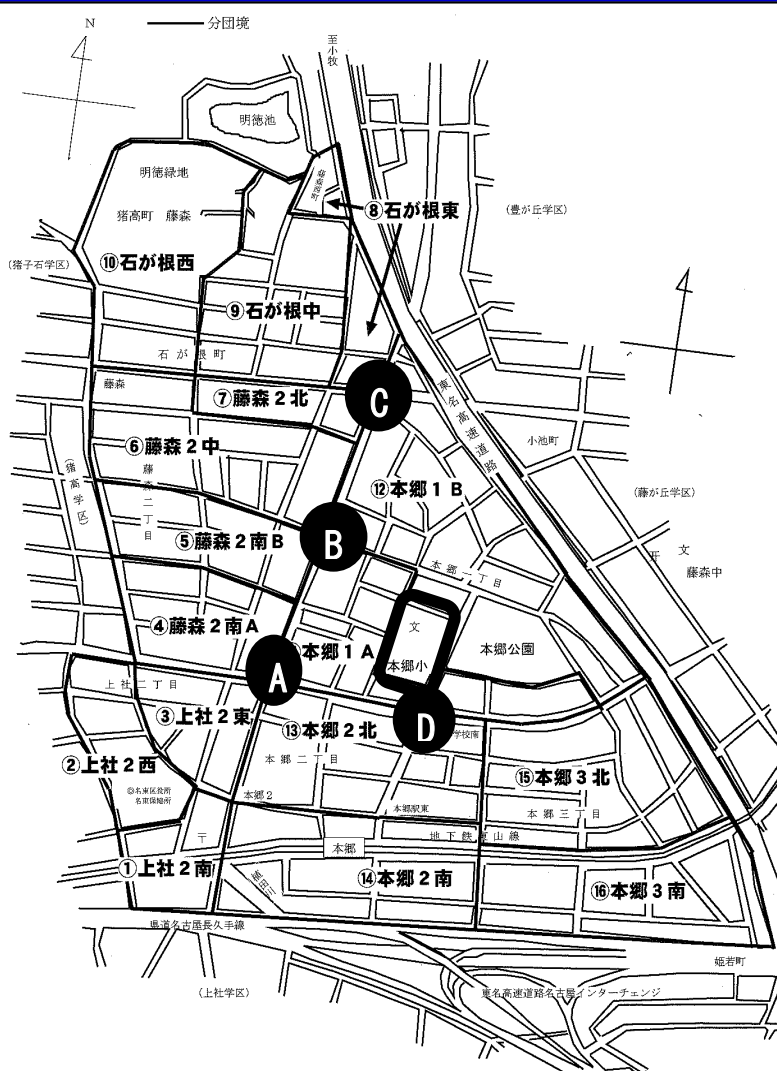 N
分団境
至小牧
明徳池
明徳緑地
猪高町 藤森
⑧石が根東
(豊が丘学区)
(猪子石学区)
⑩石が根西
⑨石が根中
石が根町
藤森
⑦藤森2北
C
東名高速道路
小池町
⑥藤森2中
藤森二丁目
(猪高学区)
⑫本郷1B
(藤が丘学区)
⑤藤森2南B
B
文
藤森中
本郷一丁目
④藤森2南A
本郷1A
文
本郷小
本郷公園
A
上社二丁目
③上社2東
⑬本郷2北
D
学校南
②上社2西
本郷二丁目
⑮本郷3北
◎名東区役所
名東保健所
本郷2
本郷駅東
本郷三丁目
地下鉄東山線
〒
本郷
①上社2南
⑭本郷2南
⑯本郷3南
県道名古屋長久手線
姫若町
(上社学区)
東名高速道路名古屋インターチェンジ